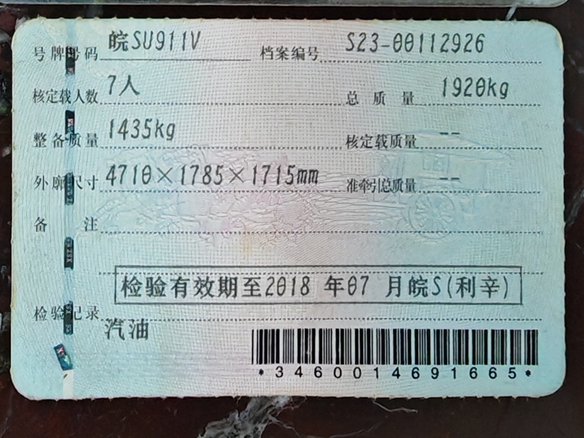 号牌号码 皖SU911V 档案编号 S23-00112926
核定载人数 7人 总质量 1920kg
整备质量 1435kg 核定载质量 --
外廓尺寸 4710×1785×1715mm 准牵引总质量 --
备注
检验有效期至2018 年07 月皖S(利辛)
检验记录
汽油
*3460014691665*